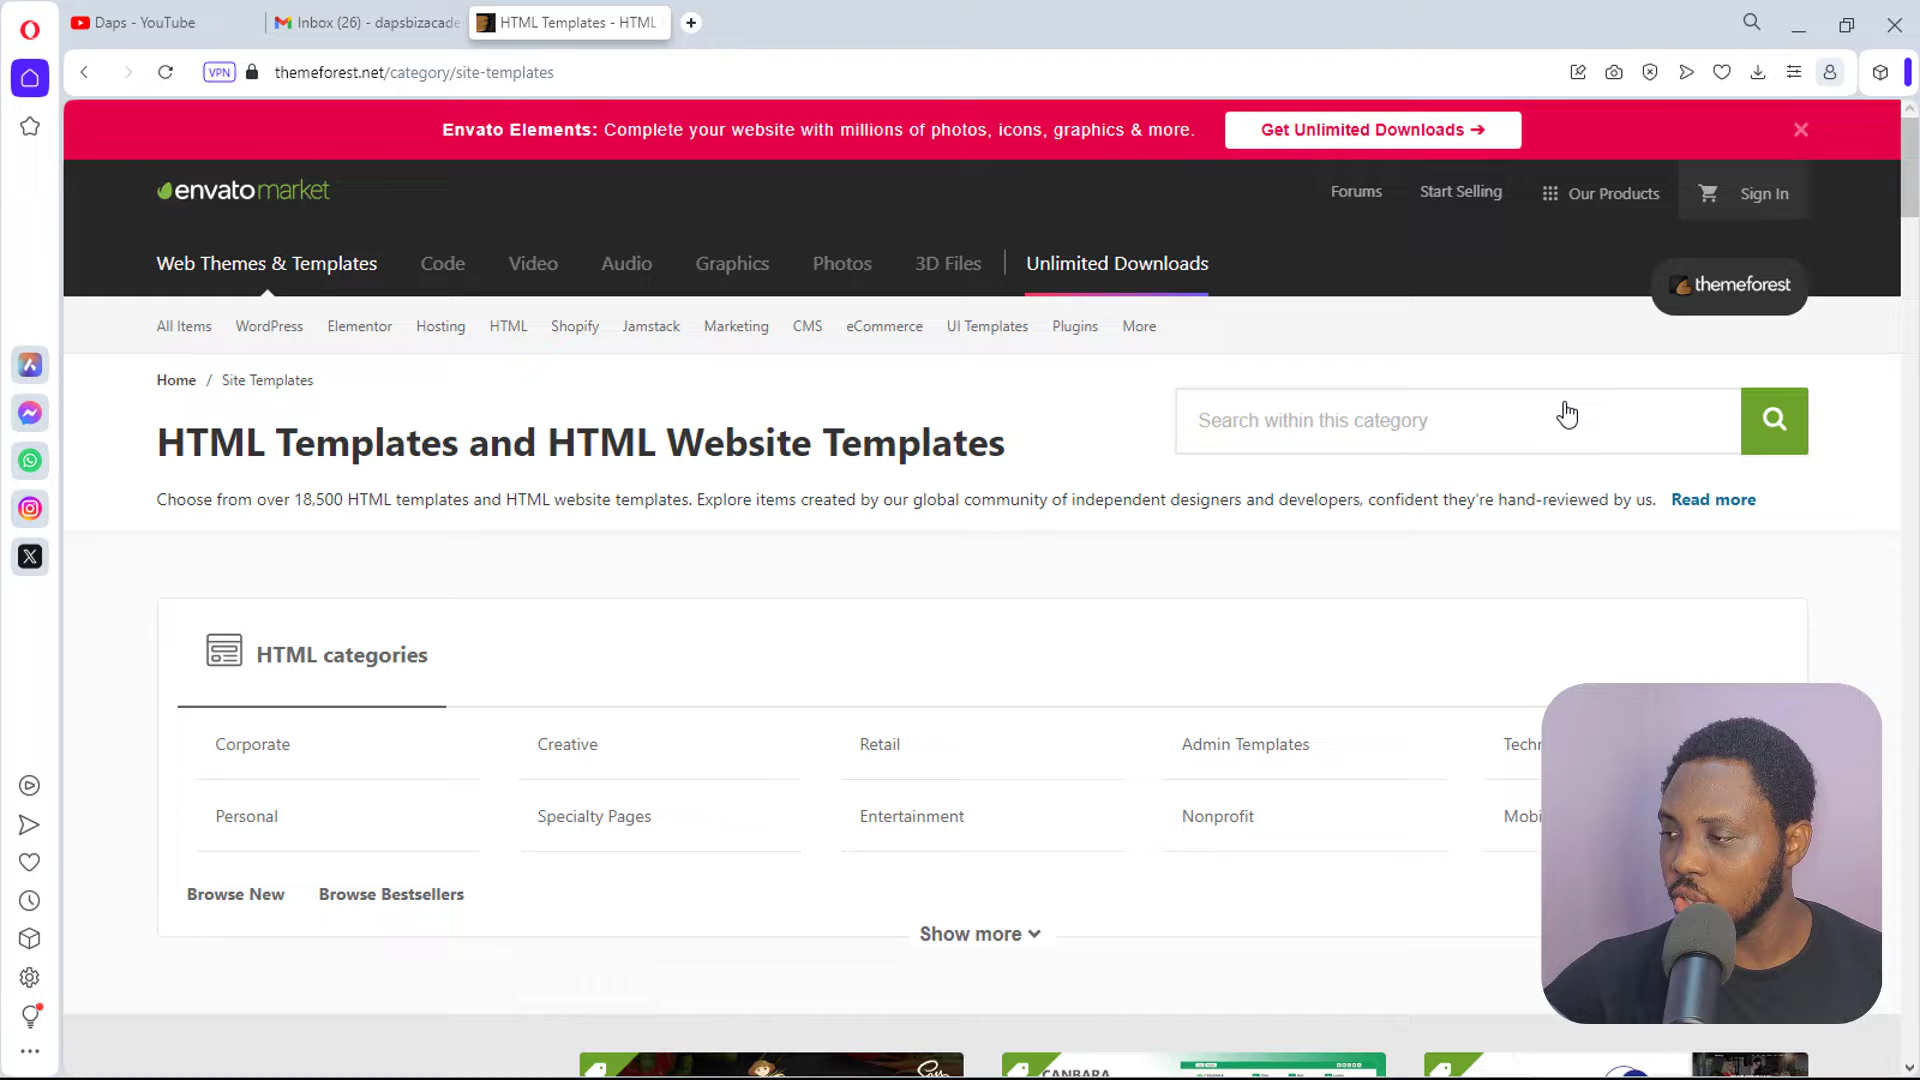 Daps - YouTube
Inbox (26) - dapsbizacade
HTML Templates - HTML
VPN
themeforest.net/category/site-templates
Envato Elements: Complete your website with millions of photos, icons, graphics & more.
Get Unlimited Downloads →
envatomarket
Forums
Start Selling
Our Products
Sign In
Web Themes & Templates
Code
Video
Audio
Graphics
Photos
3D Files
Unlimited Downloads
themeforest
All Items
WordPress
Elementor
Hosting
HTML
Shopify
Jamstack
Marketing
CMS
eCommerce
UI Templates
Plugins
More
Home / Site Templates
Search within this category
HTML Templates and HTML Website Templates
Choose from over 18,500 HTML templates and HTML website templates. Explore items created by our global community of independent designers and developers, confident they're hand-reviewed by us. Read more
HTML categories
Corporate
Creative
Retail
Admin Templates
Techn
Personal
Specialty Pages
Entertainment
Nonprofit
Mobi
Browse New
Browse Bestsellers
Show more
CANBARA